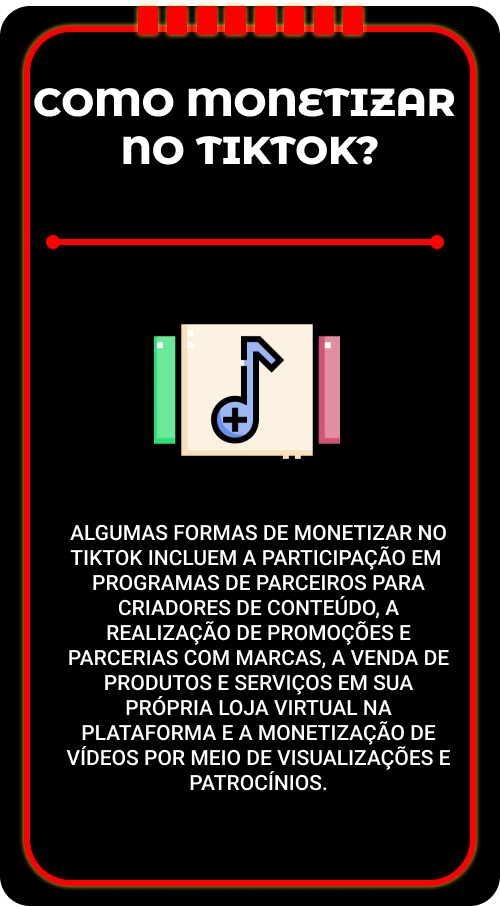 COMO MONETIZAR
NO TIKTOK?
ALGUMAS FORMAS DE MONETIZAR NO
TIKTOK INCLUEM A PARTICIPAÇÃO EM
PROGRAMAS DE PARCEIROS PARA
CRIADORES DE CONTEÚDO, A
REALIZAÇÃO DE PROMOÇÕES E
PARCERIAS COM MARCAS, A VENDA DE
PRODUTOS E SERVIÇOS EM SUA
PRÓPRIA LOJA VIRTUAL NA
PLATAFORMA E A MONETIZAÇÃO DE
VÍDEOS POR MEIO DE VISUALIZAÇÕES E
PATROCÍNIOS.